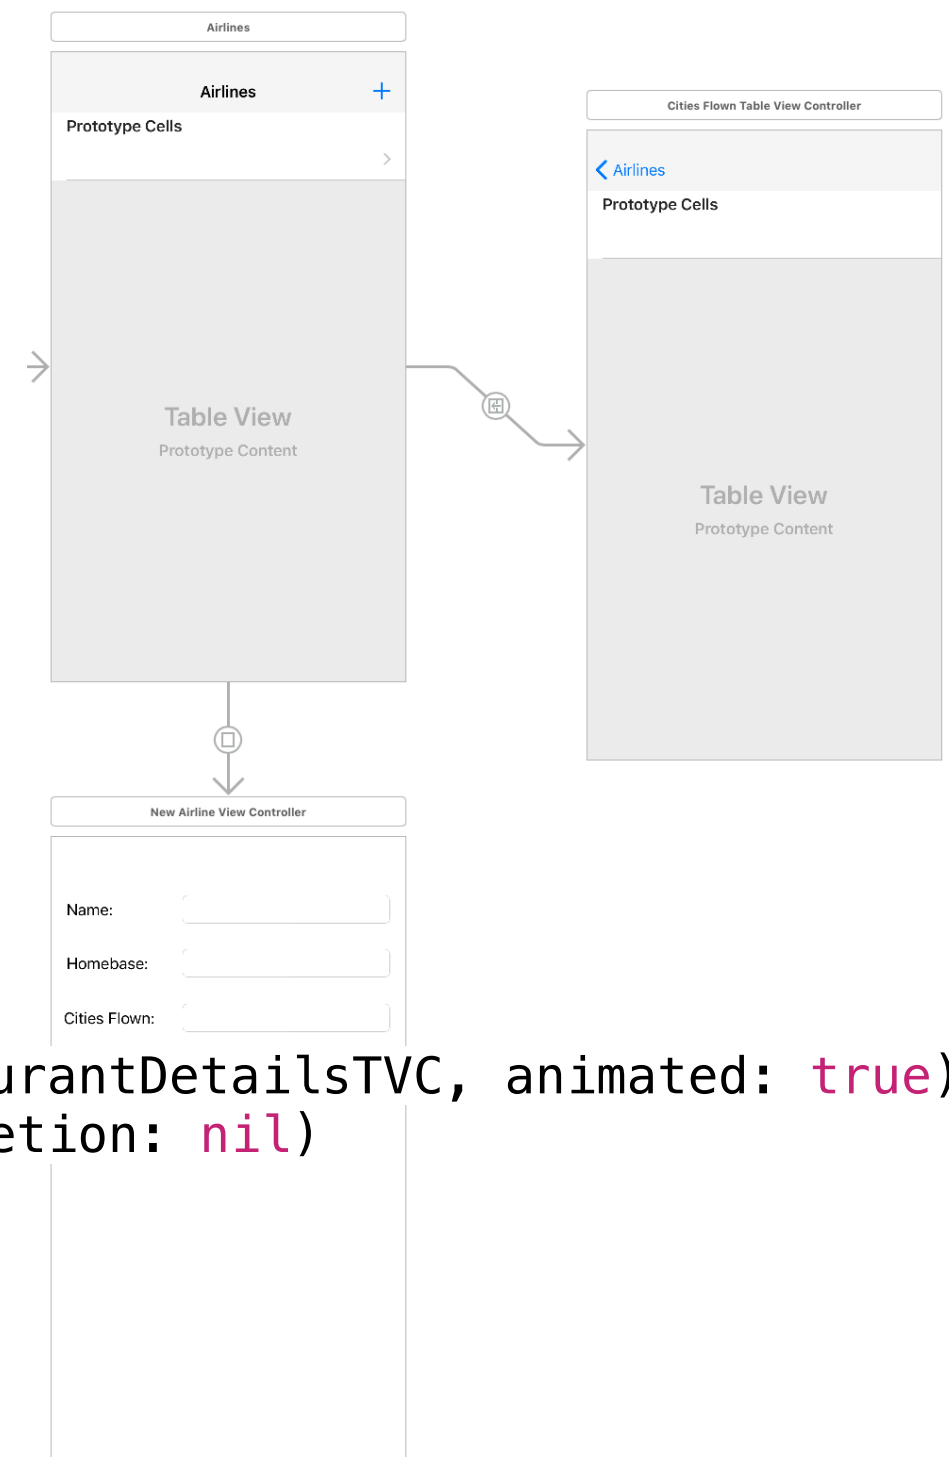 Airlines
Airlines
Prototype Cells
Table View
Prototype Content
Cities Flown Table View Controller
Airlines
Prototype Cells
Table View
Prototype Content
New Airline View Controller
Name:
Homebase:
Cities Flown:
urantDetailsTVC, animated: true)
etion: nil)